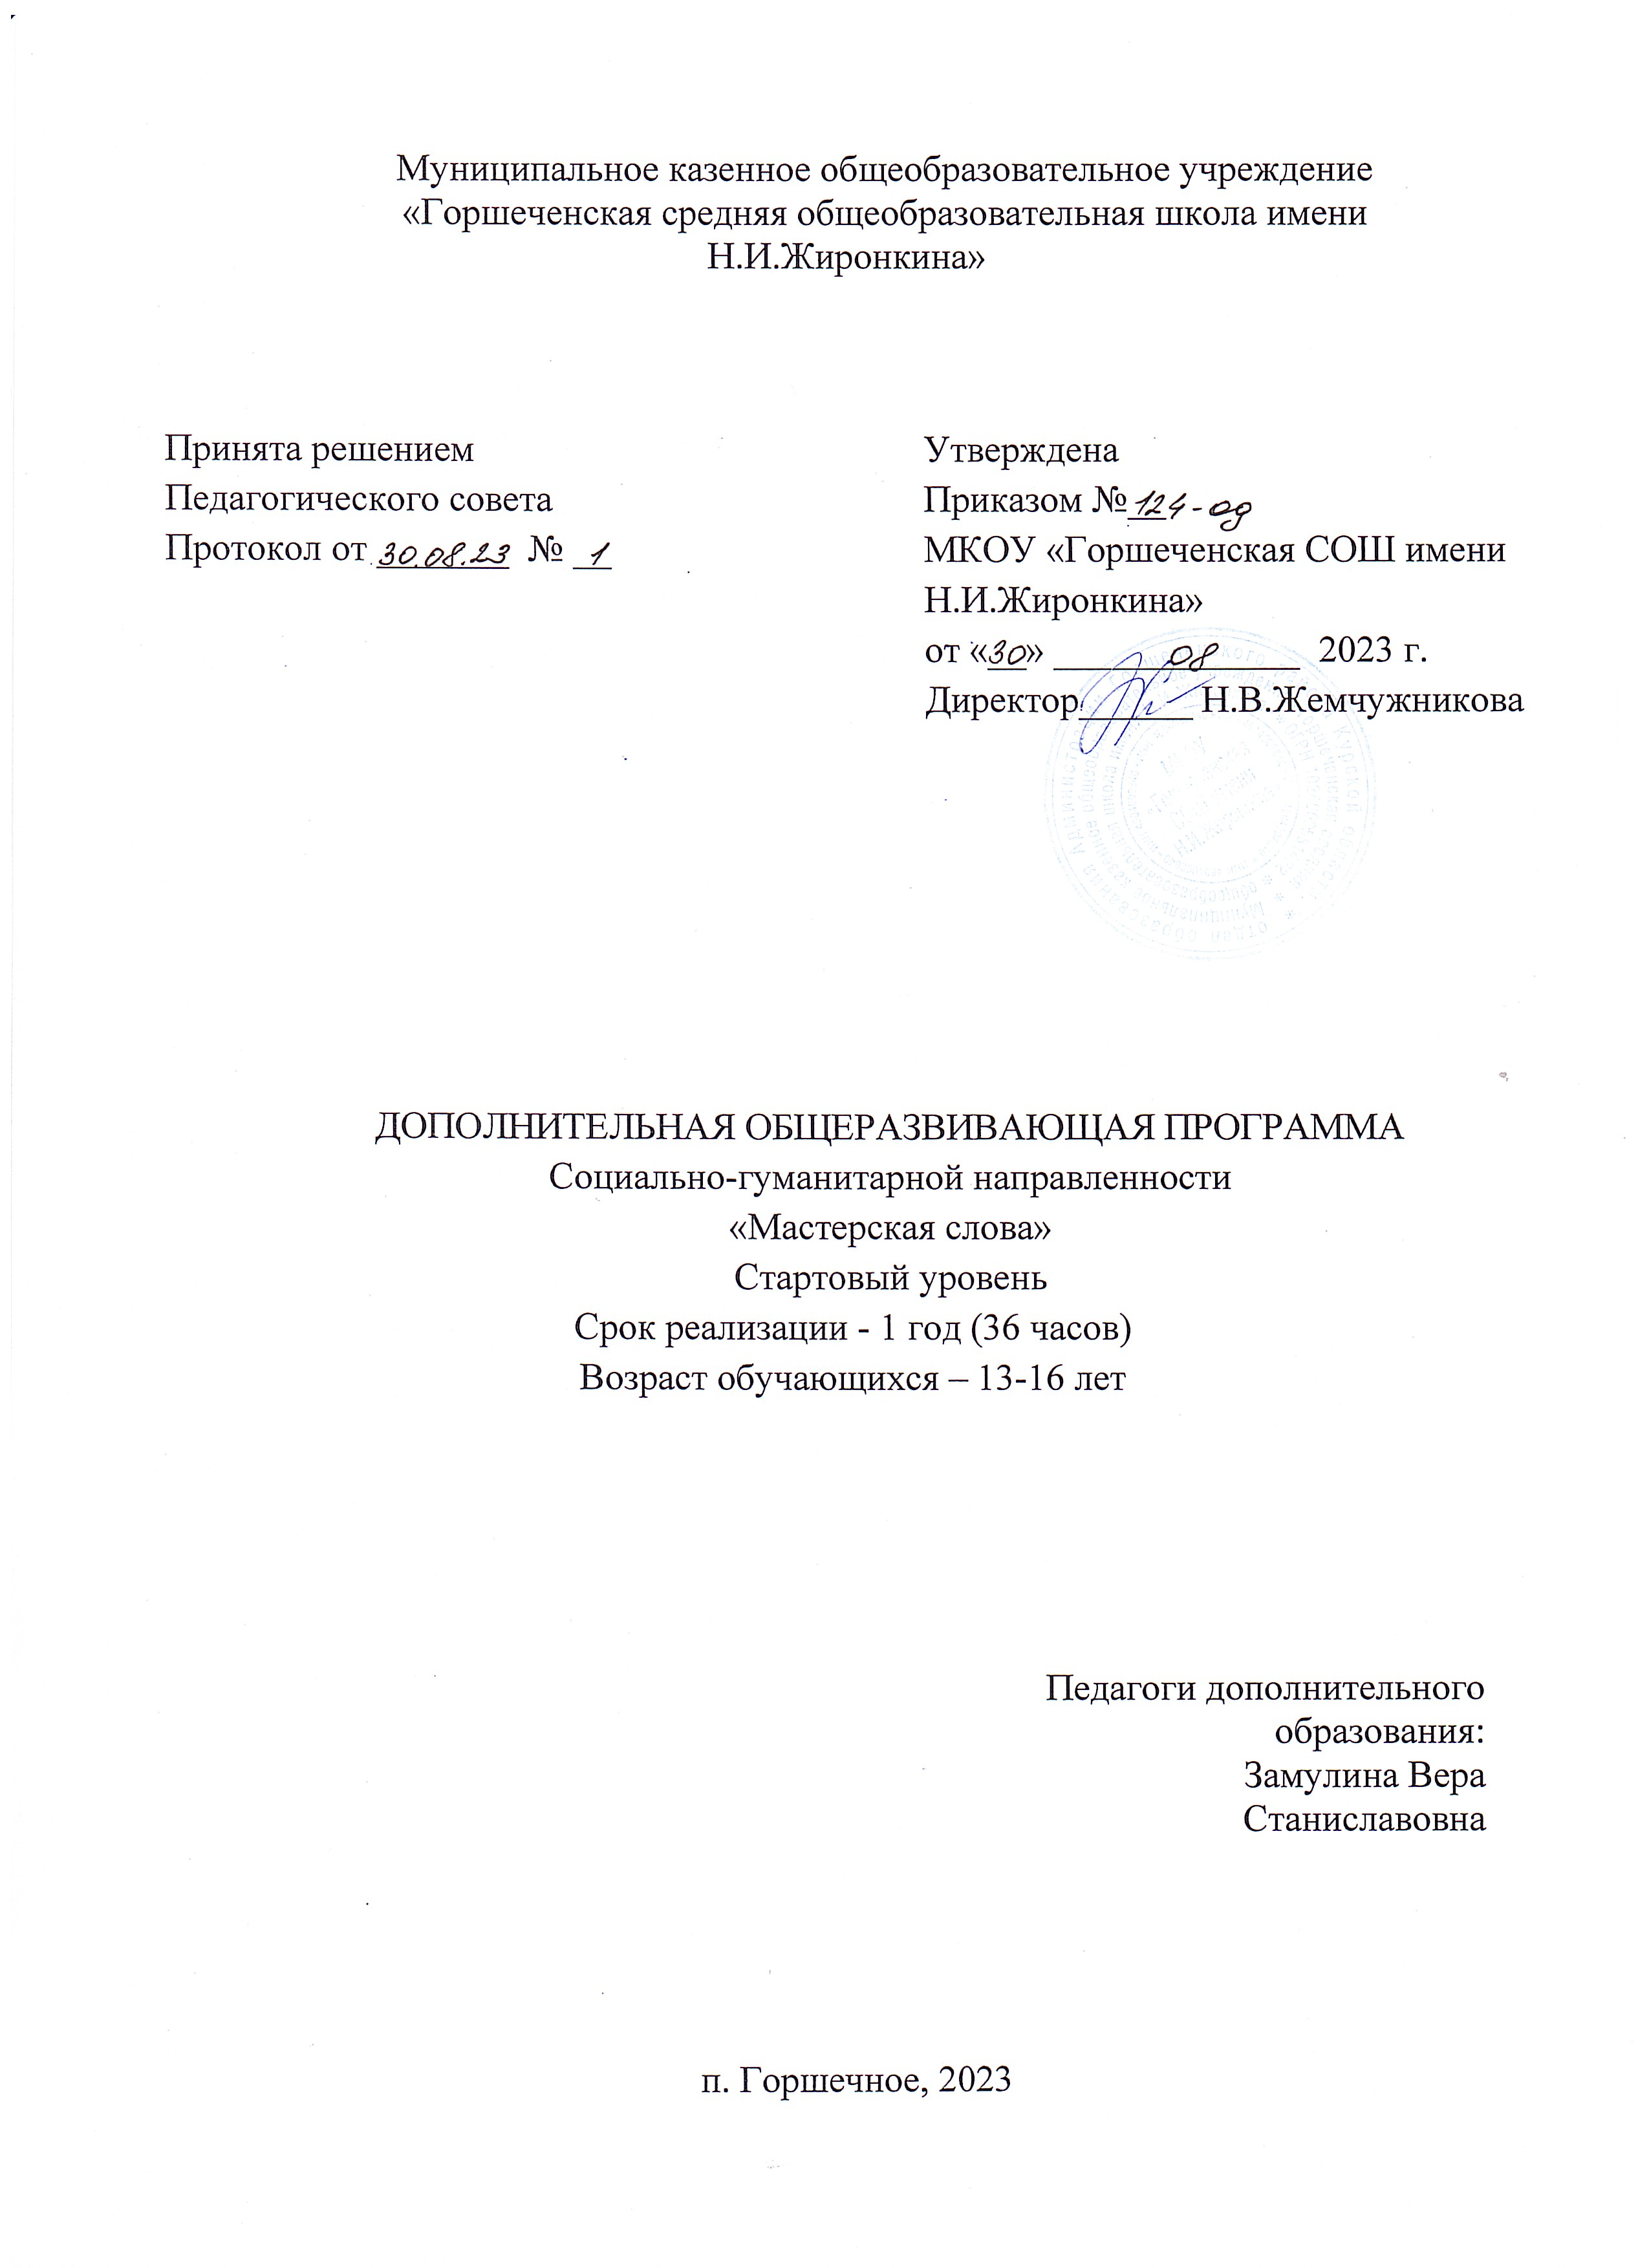 Муниципальное казенное общеобразовательное учреждение
«Горшеченская средняя общеобразовательная школа имени
Н.И.Жиронкина»
Принята решением
Педагогического совета
Протокол от 30.08.23 № 1
Утверждена
Приказом №124-од
МКОУ «Горшеченская СОШ имени
Н.И.Жиронкина»
от «30» 08 2023 г.
Директор Н.В.Жемчужникова
ДОПОЛНИТЕЛЬНАЯ ОБЩЕРАЗВИВАЮЩАЯ ПРОГРАММА
Социально-гуманитарной направленности
«Мастерская слова»
Стартовый уровень
Срок реализации - 1 год (36 часов)
Возраст обучающихся – 13-16 лет
Педагоги дополнительного
образования:
Замулина Вера
Станиславовна
п. Горшечное, 2023